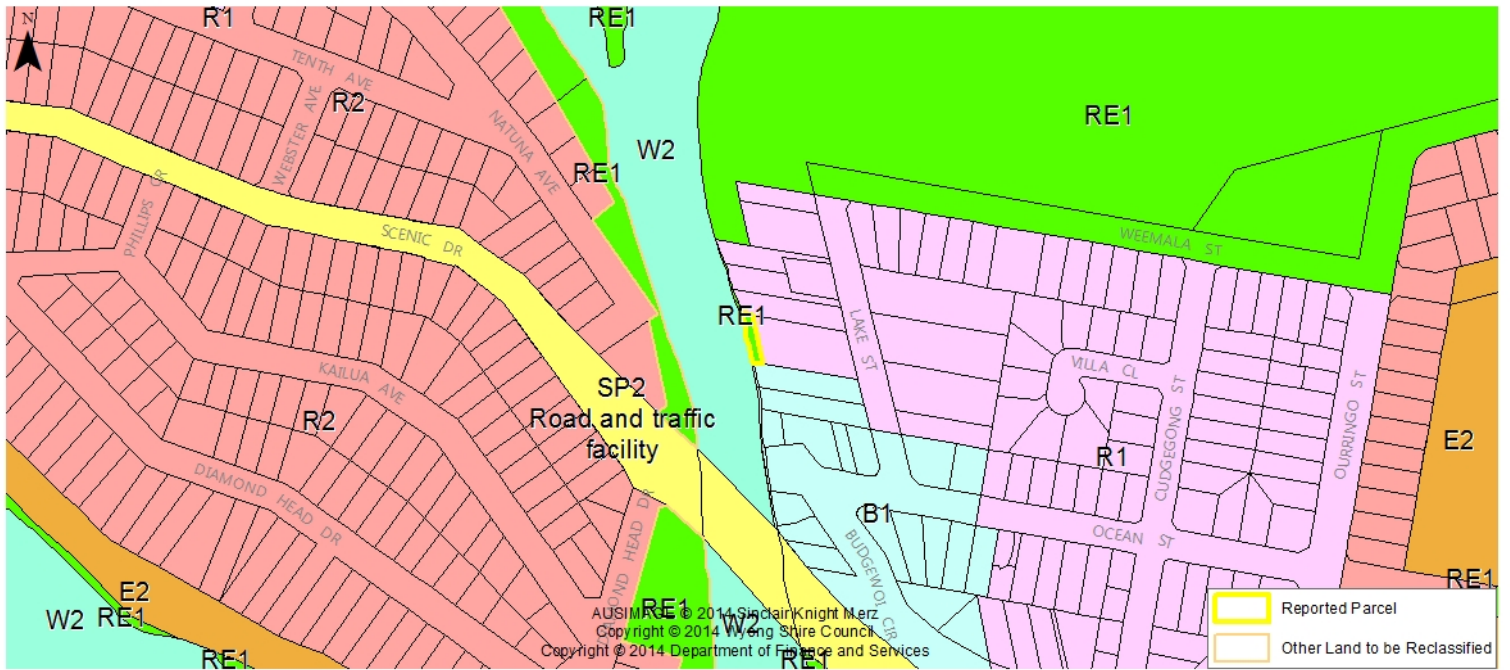 N
R1
RE1
TENTH AVE
WEBSTER AVE
R2
NATUNA AVE
RE1
W2
RE1
PHILLIPS CR
SCENIC DR
WEEMALA ST
RE1
LAKE ST
VILLA CL
KAILUA AVE
R2
SP2
Road and traffic
facility
CUDGEGONG ST
OURRINGO ST
R1
E2
DIAMOND HEAD DR
DIAMOND HEAD DR
B1
BUDGEWOI CIR
OCEAN ST
E2
W2
RE1
RE1
RE1
W2
RE1
RE1
AUSIMAGE © 2014 Sinclair Knight Merz
Copyright © 2014 Wyong Shire Council
Copyright © 2014 Department of Finance and Services
Reported Parcel
Other Land to be Reclassified